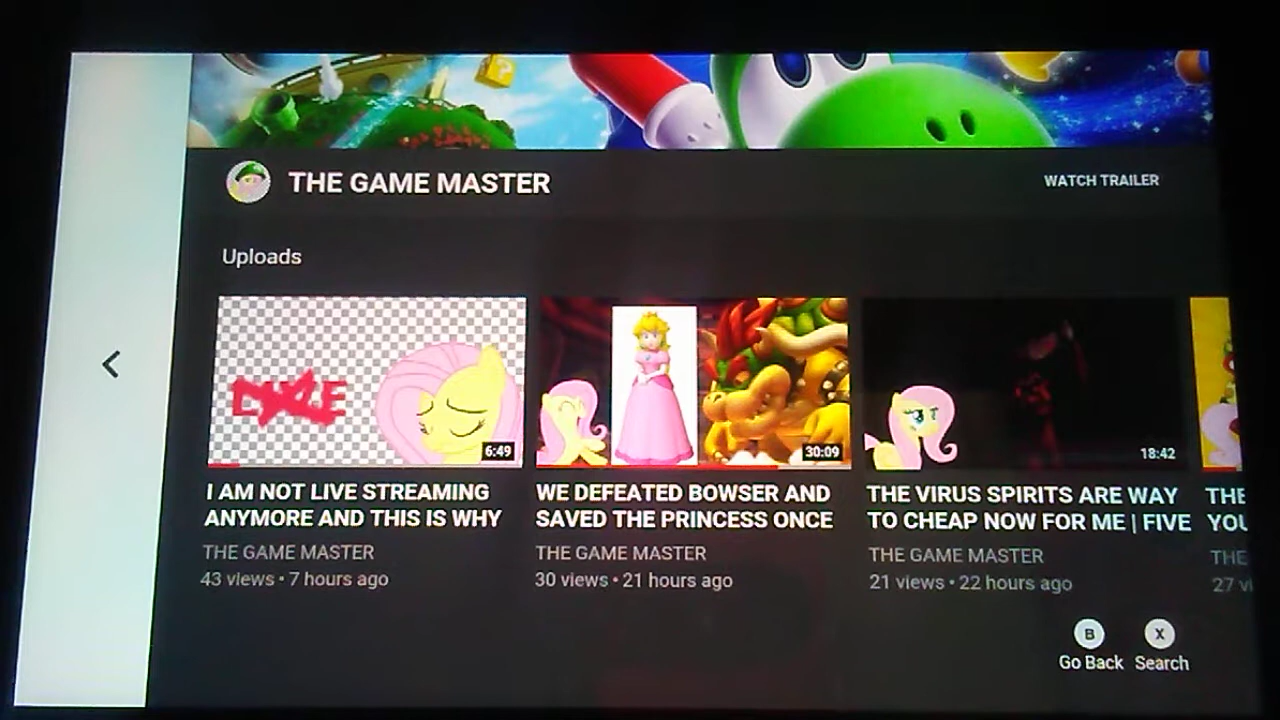 THE GAME MASTER
WATCH TRAILER
Uploads
6:49
30:09
18:42
I AM NOT LIVE STREAMING
ANYMORE AND THIS IS WHY
THE GAME MASTER
43 views • 7 hours ago
WE DEFEATED BOWSER AND
SAVED THE PRINCESS ONCE
THE GAME MASTER
30 views • 21 hours ago
THE VIRUS SPIRITS ARE WAY
TO CHEAP NOW FOR ME | FIVE
THE GAME MASTER
21 views • 22 hours ago
THE
YOU
THE
27 vi
B
Go Back
X
Search